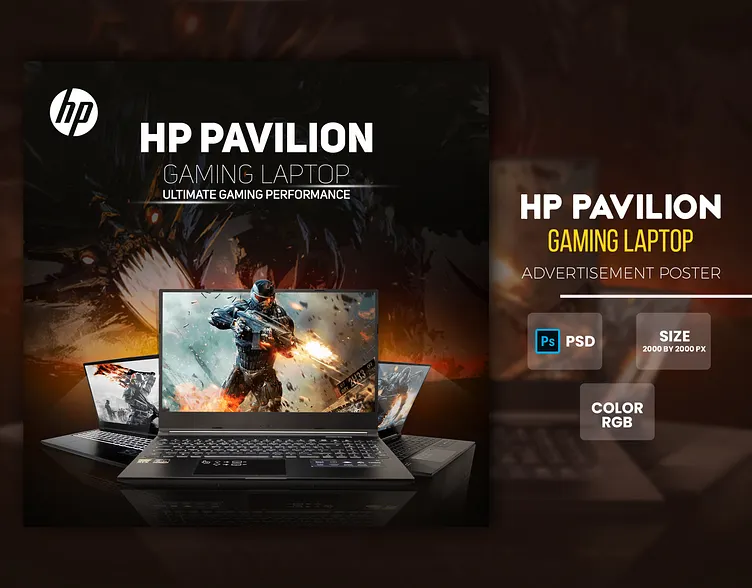 hp
HP PAVILION
GAMING LAPTOP
ULTIMATE GAMING PERFORMANCE
HP PAVILION
GAMING LAPTOP
ADVERTISEMENT POSTER
Ps PSD
SIZE
2000 BY 2000 PX
COLOR
RGB